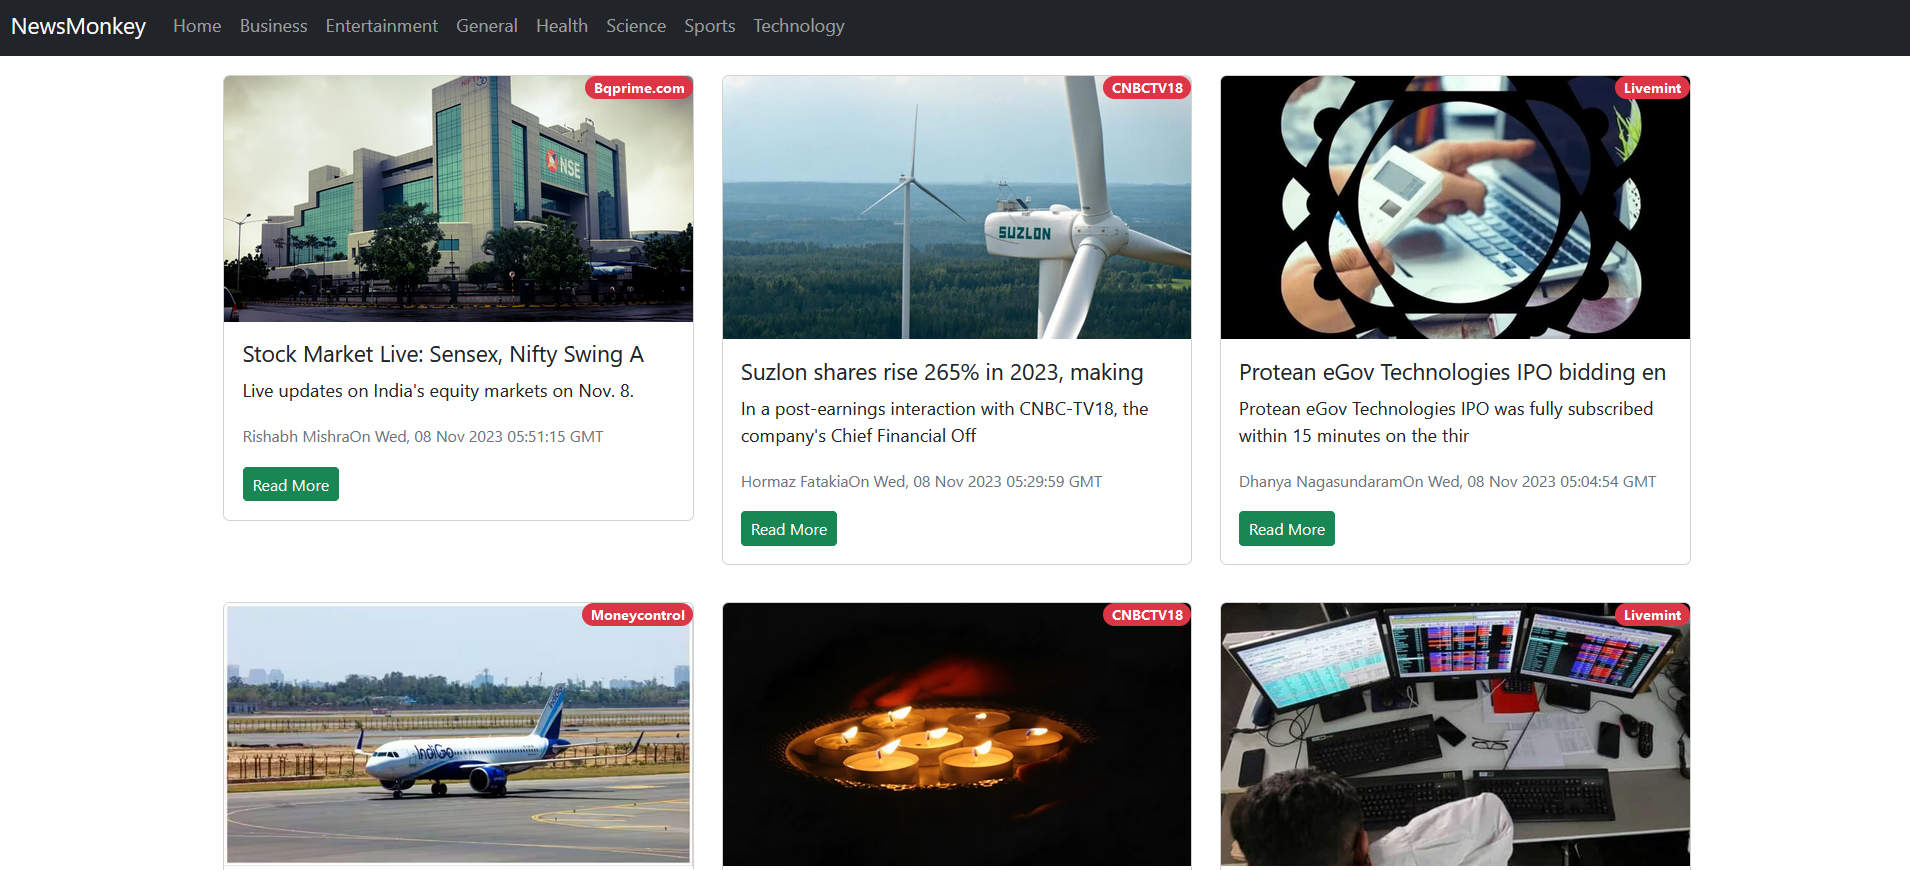 NewsMonkey Home Business Entertainment General Health Science Sports Technology
Bqprime.com
NIFTY50
NSE
Stock Market Live: Sensex, Nifty Swing A
Live updates on India's equity markets on Nov. 8.
Rishabh MishraOn Wed, 08 Nov 2023 05:51:15 GMT
Read More
CNBCTV18
SUZLON
Suzlon shares rise 265% in 2023, making
In a post-earnings interaction with CNBC-TV18, the
company's Chief Financial Off
Hormaz FatakiaOn Wed, 08 Nov 2023 05:29:59 GMT
Read More
Livemint
Protean eGov Technologies IPO bidding en
Protean eGov Technologies IPO was fully subscribed
within 15 minutes on the thir
Dhanya NagasundaramOn Wed, 08 Nov 2023 05:04:54 GMT
Read More
Moneycontrol
IndiGo
CNBCTV18
Livemint